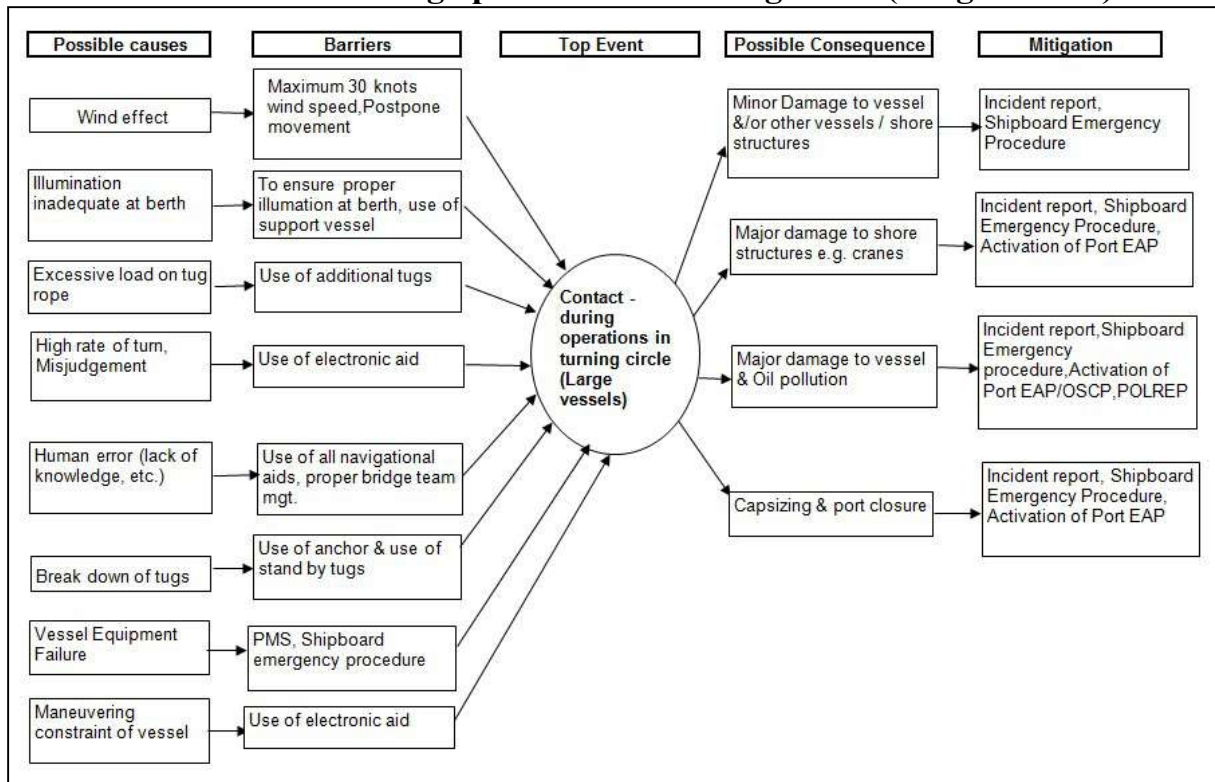 Possible causes
Barriers
Top Event
Possible Consequence
Mitigation
Wind effect
Maximum 30 knots
wind speed,Postpone
movement
Illumination
inadequate at berth
To ensure proper
illumation at berth, use of
support vessel
Excessive load on tug
rope
Use of additional tugs
High rate of turn,
Misjudgement
Use of electronic aid
Human error (lack of
knowledge, etc.)
Use of all navigational
aids, proper bridge team
mgt.
Break down of tugs
Use of anchor & use of
stand by tugs
Vessel Equipment
Failure
PMS, Shipboard
emergency procedure
Maneuvering
constraint of vessel
Use of electronic aid
Contact -
during
operations in
turning circle
(Large
vessels)
Minor Damage to vessel
&/or other vessels / shore
structures
Incident report,
Shipboard Emergency
Procedure
Major damage to shore
structures e.g. cranes
Incident report, Shipboard
Emergency Procedure,
Activation of Port EAP
Major damage to vessel
& Oil pollution
Incident report,Shipboard
Emergency
procedure,Activation of
Port EAP/OSCP,POLREP
Capsizing & port closure
Incident report, Shipboard
Emergency Procedure,
Activation of Port EAP